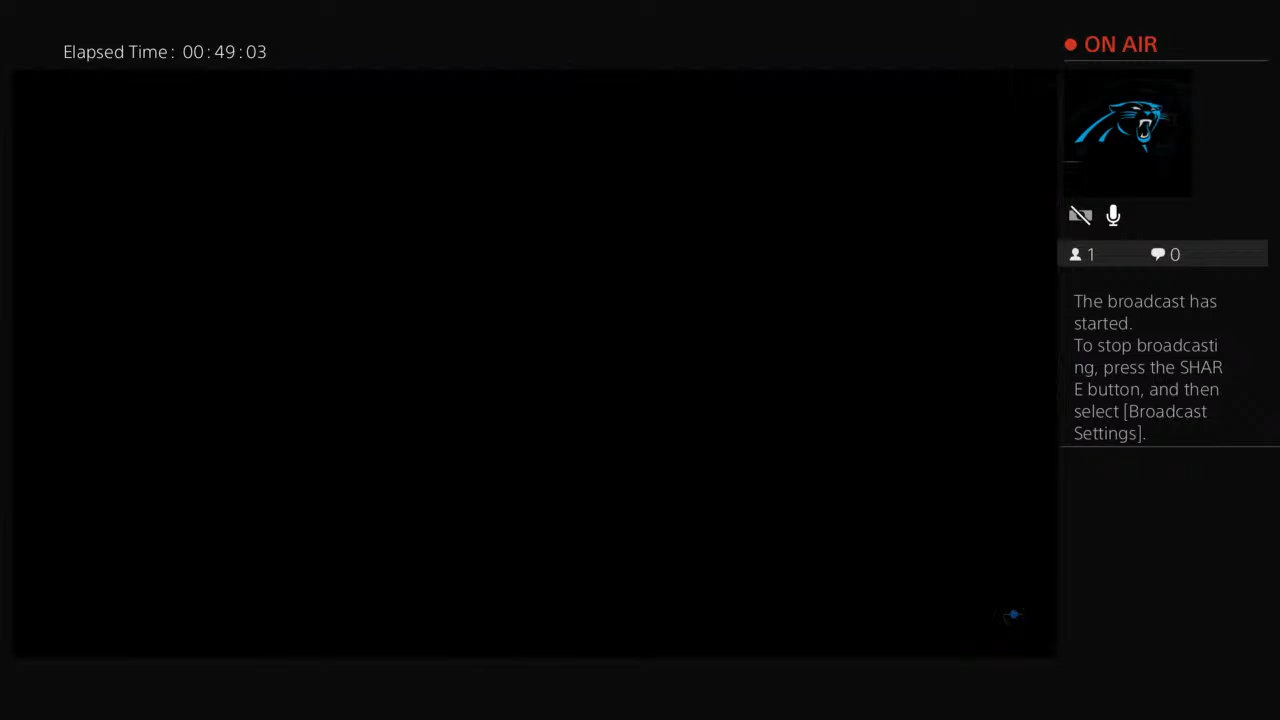 Elapsed Time: 00:49:03
ON AIR
1 0
The broadcast has
started.
To stop broadcasti
ng, press the SHAR
E button, and then
select [Broadcast
Settings].